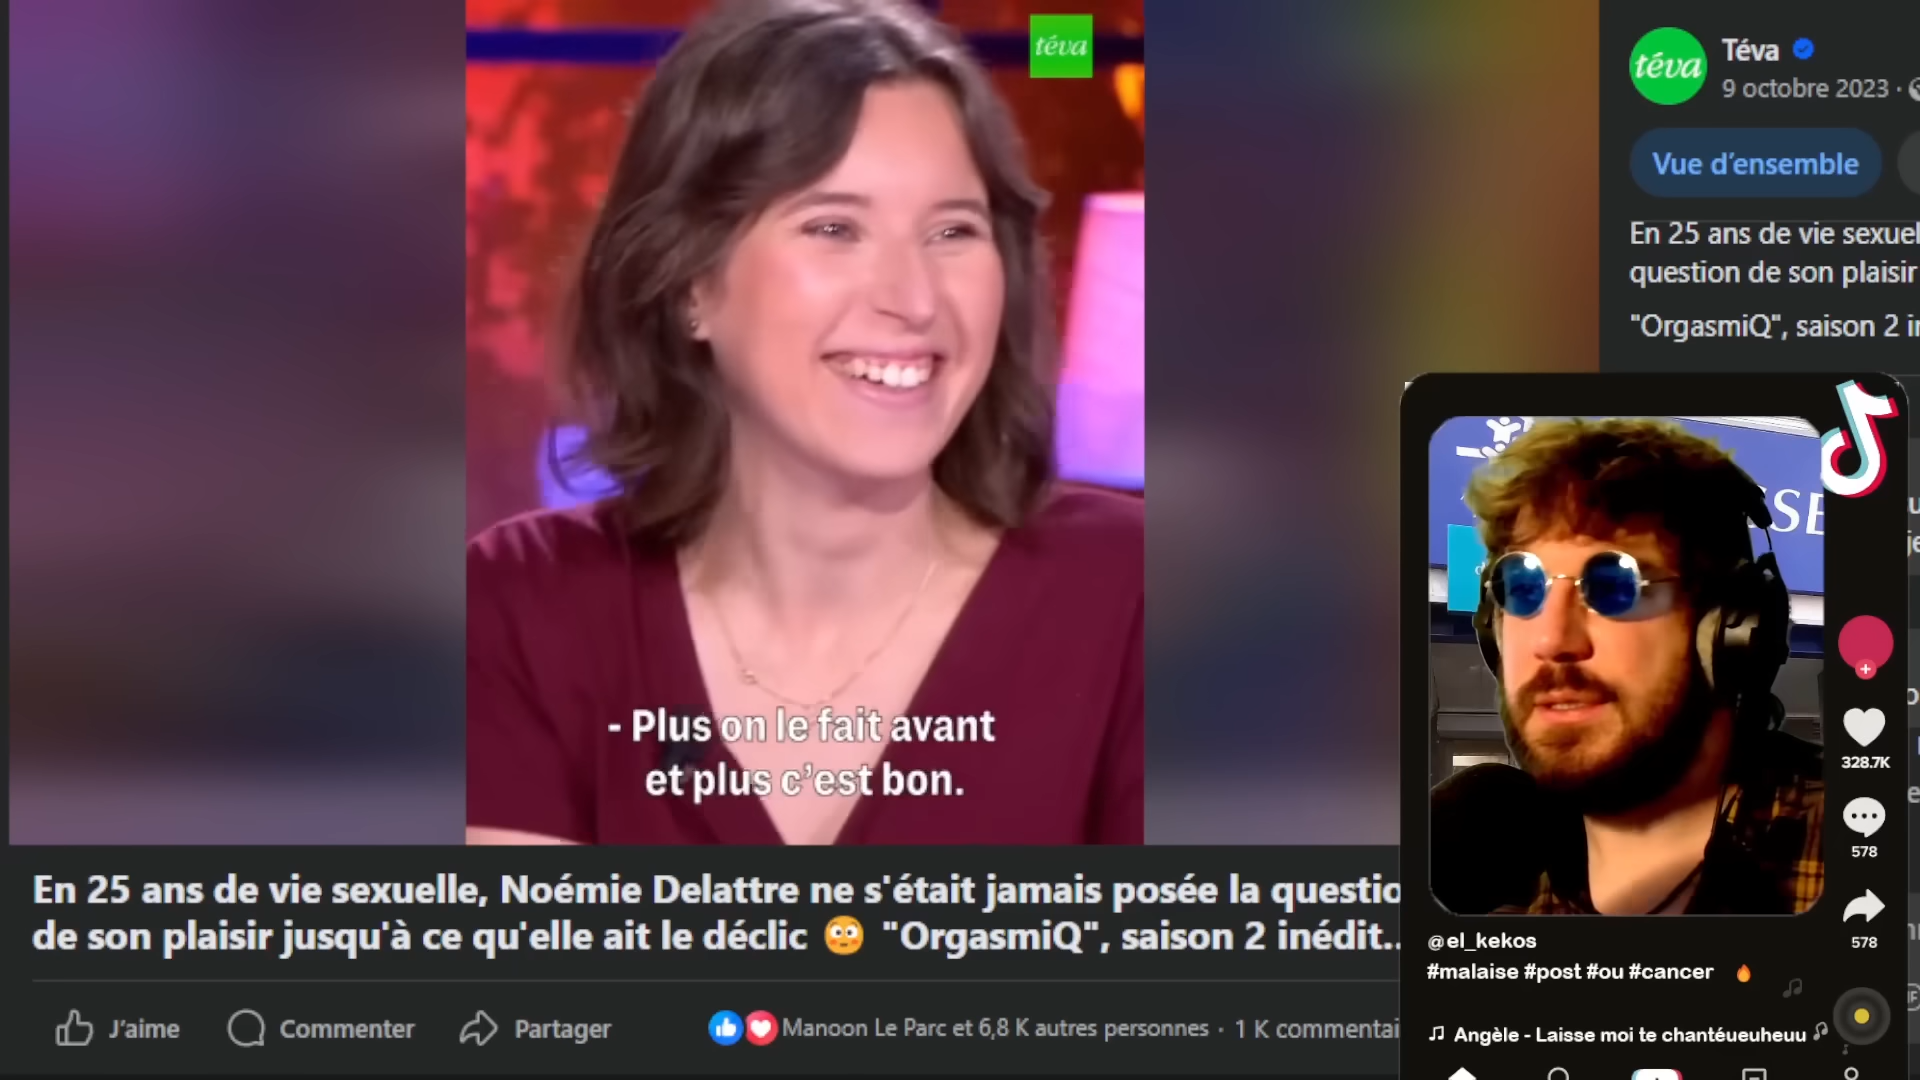 téva
- Plus on le fait avant
et plus c'est bon.
En 25 ans de vie sexuelle, Noémie Delattre ne s'était jamais posée la questio
de son plaisir jusqu'à ce qu'elle ait le déclic 😳 "OrgasmiQ", saison 2 inédit..
J'aime
Commenter
Partager
Manoon Le Parc et 6,8 K autres personnes · 1 K commentai
téva
Téva
9 octobre 2023 ·
Vue d'ensemble
En 25 ans de vie sexuel
question de son plaisir
"OrgasmiQ", saison 2 in
SSE
328.7K
578
578
@el_kekos
#malaise #post #ou #cancer 🔥
♫ Angèle - Laisse moi te chantéueuheuu